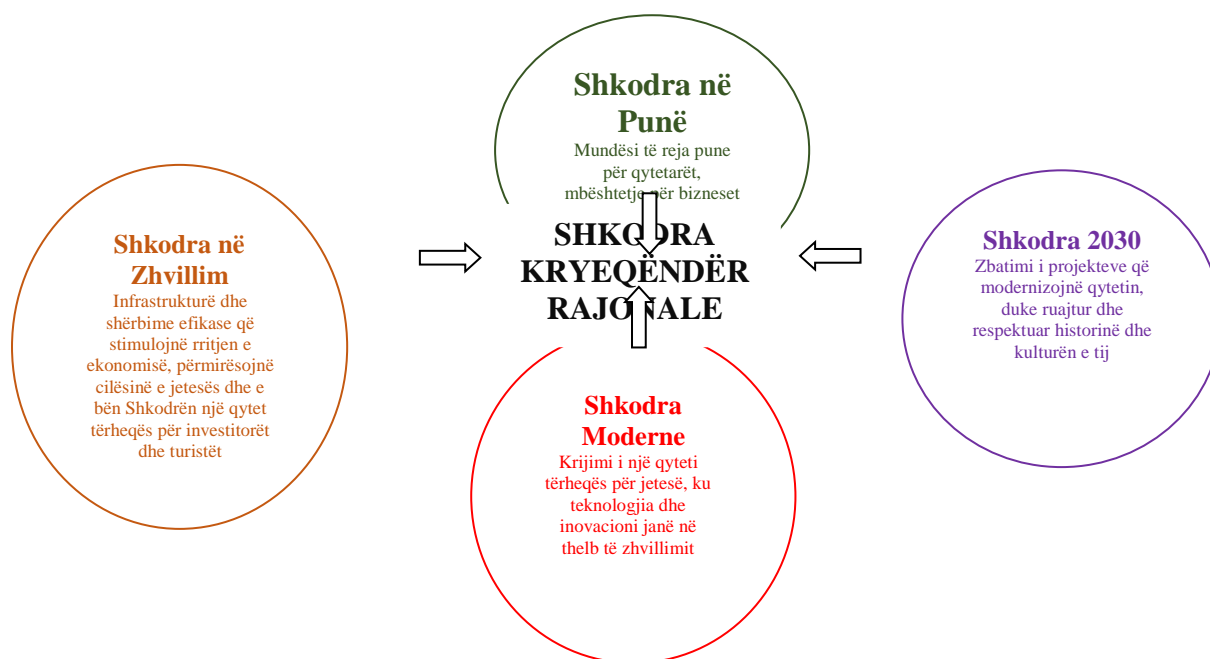 Shkodra në
Punë
Mundësi të reja pune
për qytetarët,
mbështetje për bizneset
Shkodra në
Zhvillim
Infrastrukturë dhe
shërbime efikase që
stimulojnë rritjen e
ekonomisë, përmirësojnë
cilësinë e jetesës dhe e
bën Shkodrën një qytet
tërheqës për investitorët
dhe turistët
SHKODRA
KRYEQËNDËR
RAJONALE
Shkodra 2030
Zbatimi i projekteve që
modernizojnë qytetin,
duke ruajtur dhe
respektuar historinë dhe
kulturën e tij
Shkodra
Moderne
Krijimi i një qyteti
tërheqës për jetesë, ku
teknologjia dhe
inovacioni janë në
thelb të zhvillimit